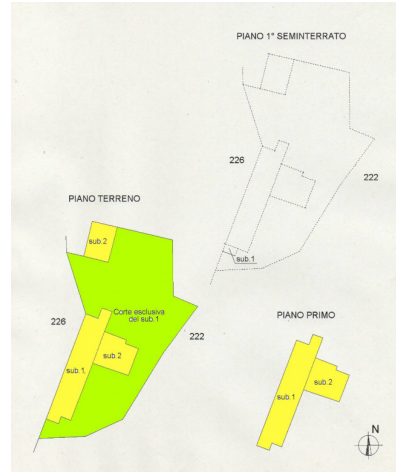 PIANO 1° SEMINTERRATO
226
222
sub.1
PIANO TERRENO
sub.2
226
Corte esclusiva
del sub.1
222
sub.2
sub.1
PIANO PRIMO
sub.2
sub.1
N